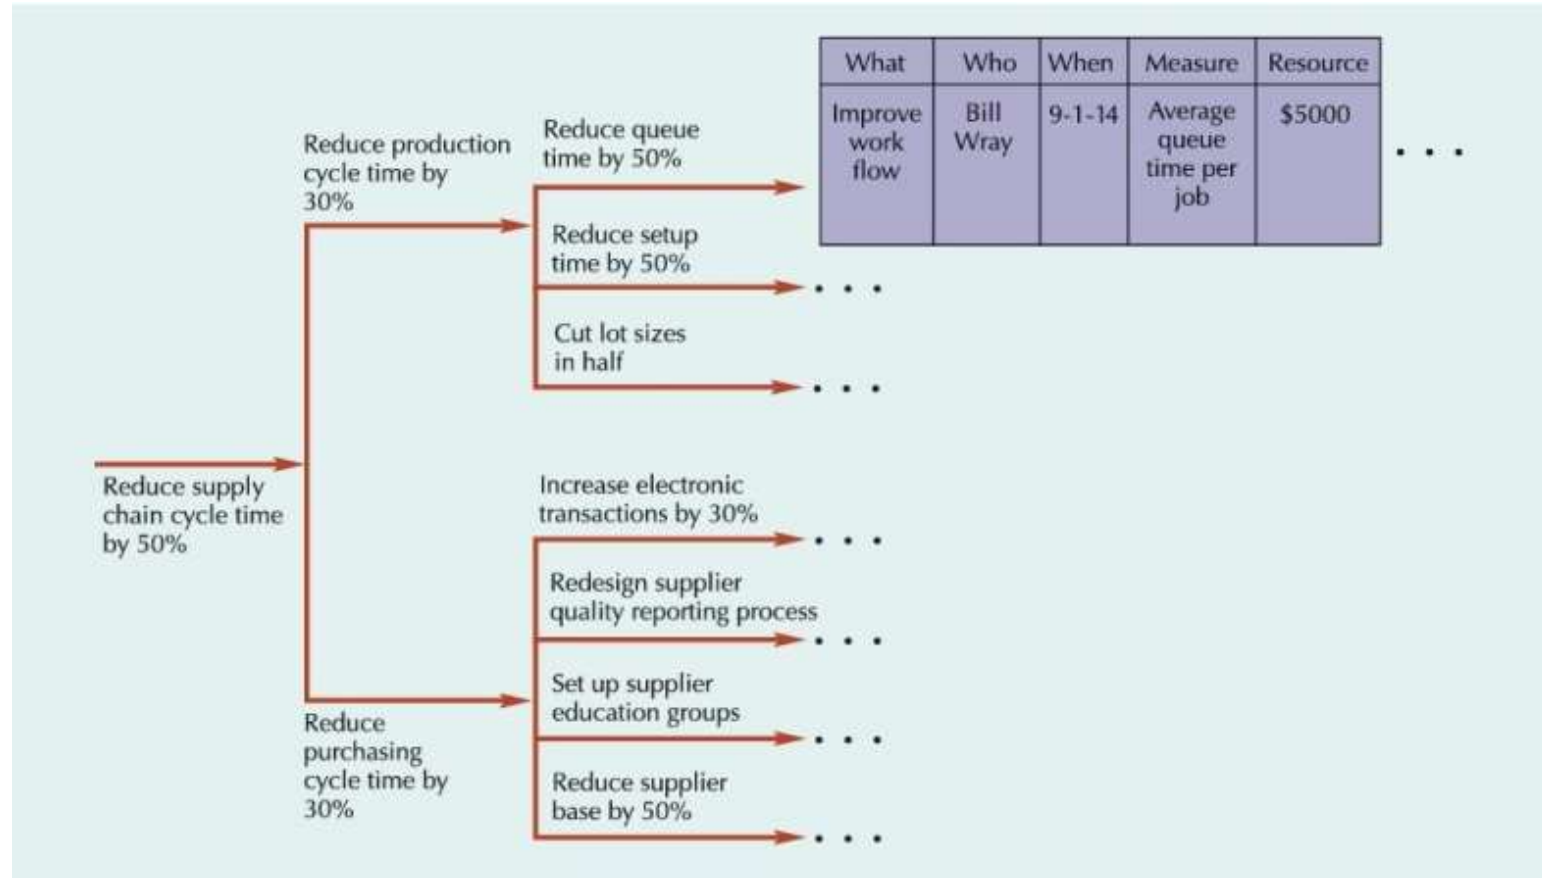 What Who When Measure Resource
Improve Bill 9-1-14 Average $5000
work Wray queue
flow time per
job
. . .
Reduce production
cycle time by
30%
Reduce queue
time by 50%
Reduce setup
time by 50%
. . .
Cut lot sizes
in half
. . .
Reduce supply
chain cycle time
by 50%
Increase electronic
transactions by 30%
. . .
Redesign supplier
quality reporting process
. . .
Set up supplier
education groups
. . .
Reduce
purchasing
cycle time by
30%
Reduce supplier
base by 50%
. . .